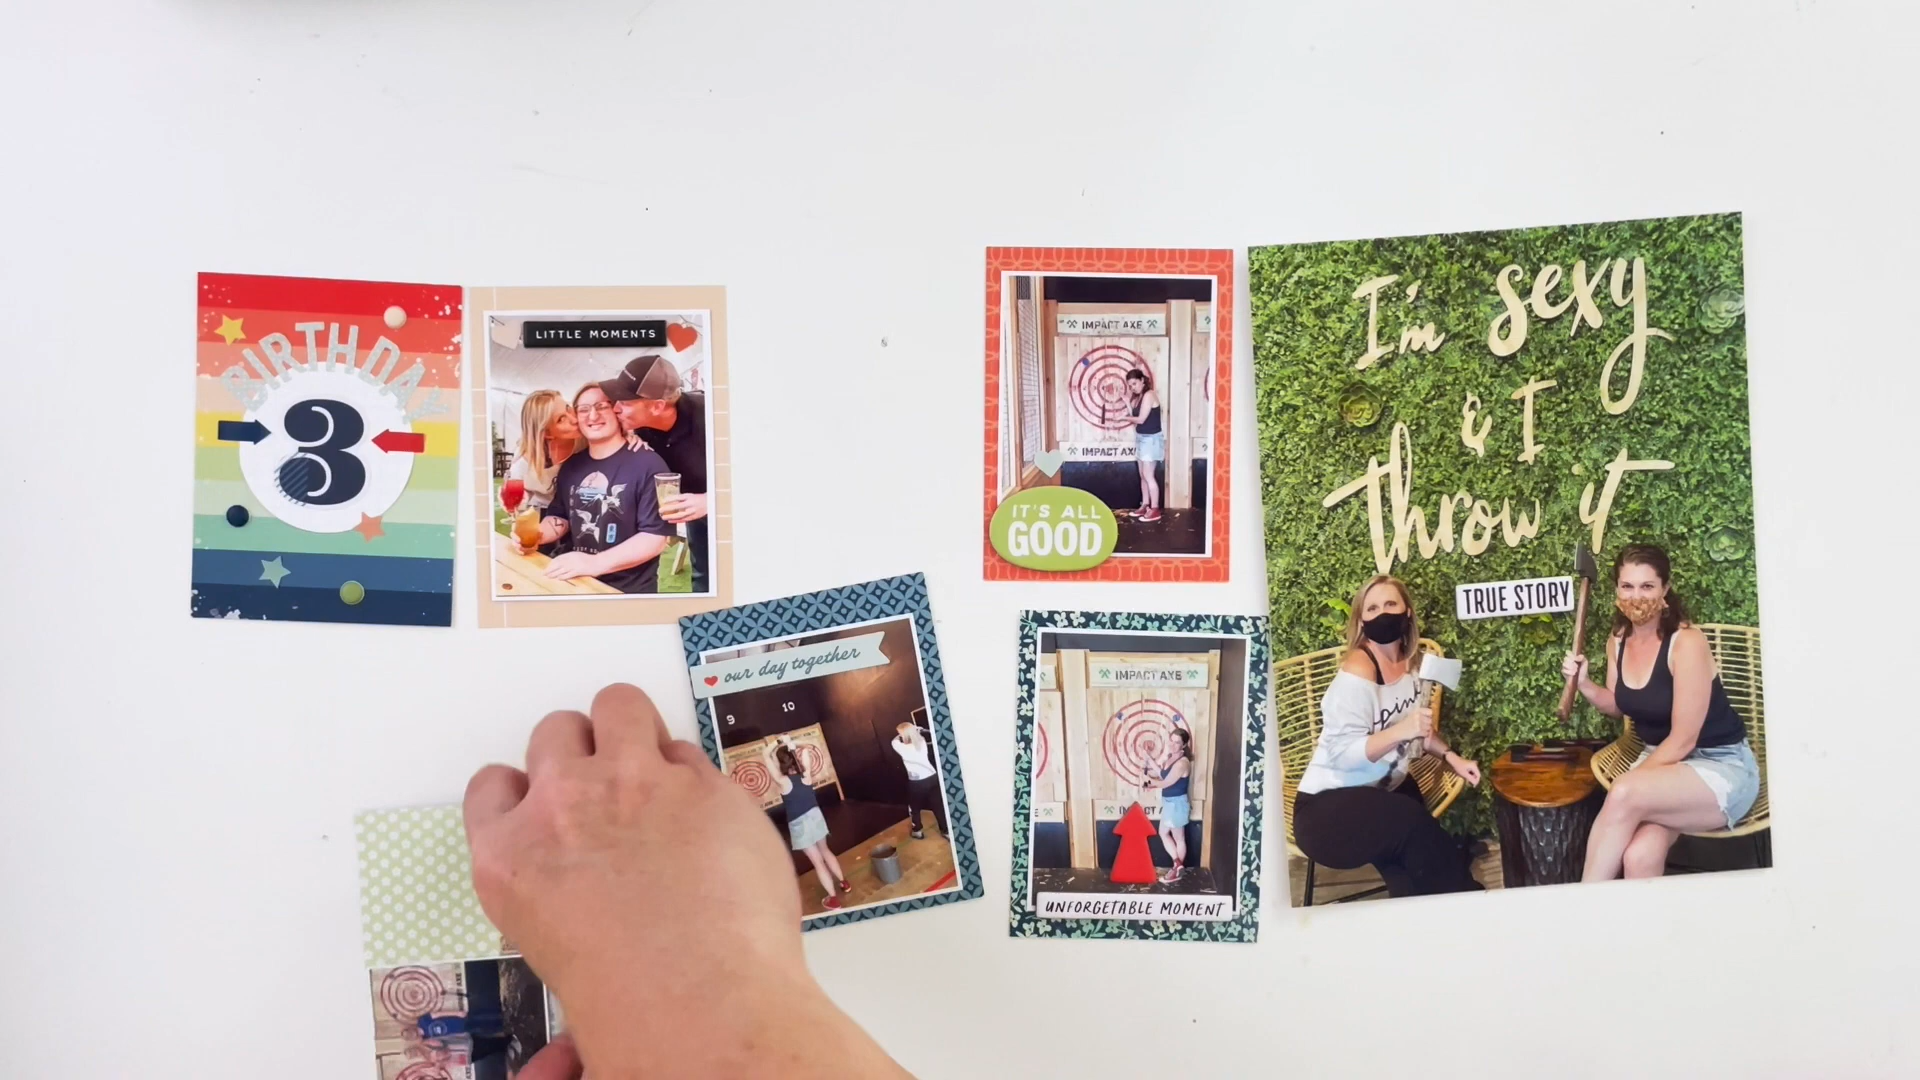 BIRTHDAY
3
LITTLE MOMENTS
IMPACT AXE
IMPACT AXE
IT'S ALL
GOOD
I'm sexy
& I
throw it
TRUE STORY
our day together
9 10
IMPACT AXE
UNFORGETABLE MOMENT